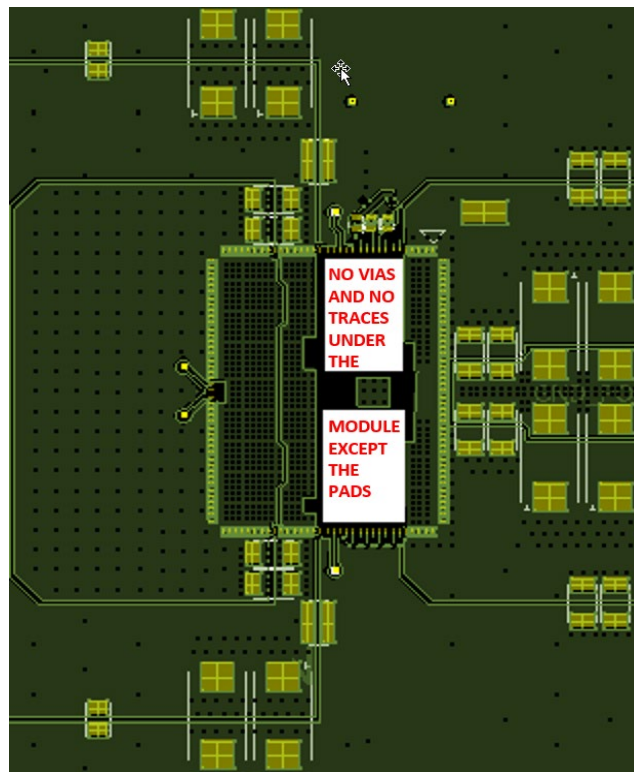 NO VIAS
AND NO
TRACES
UNDER
THE
MODULE
EXCEPT
THE
PADS